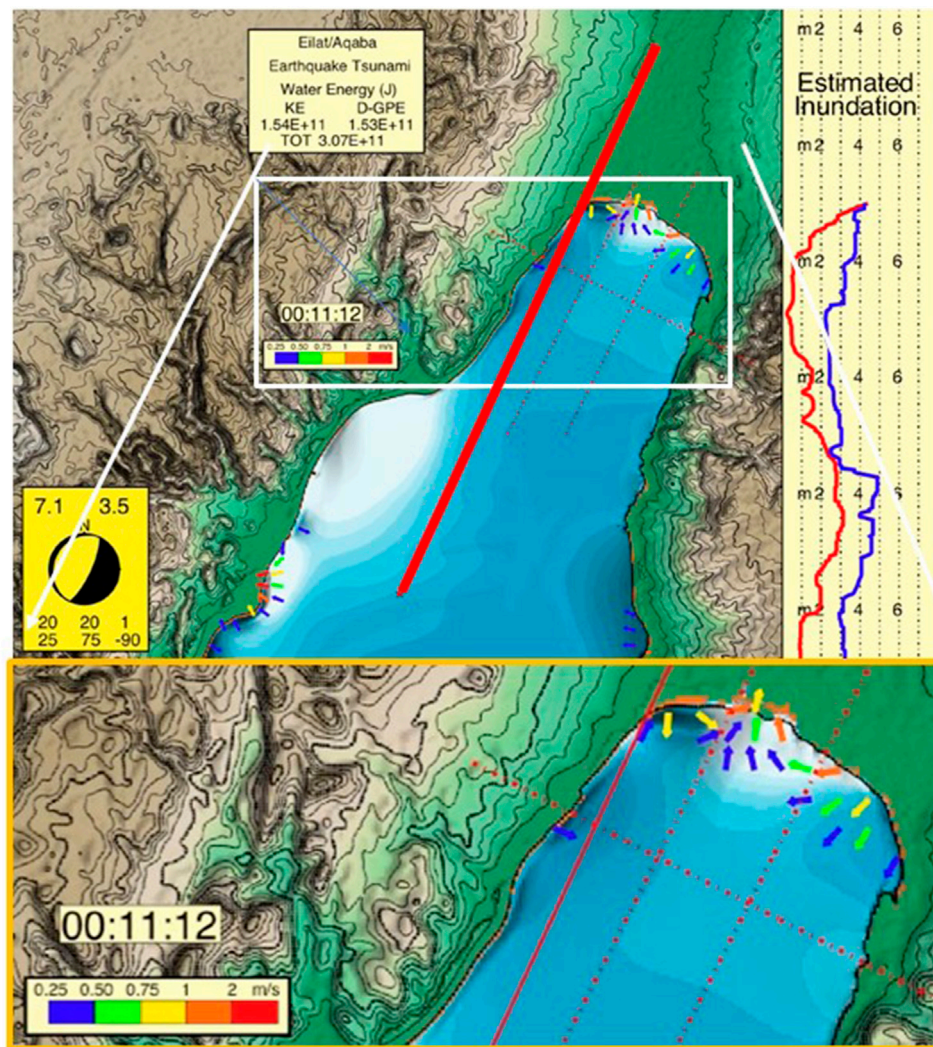 Eilat/Aqaba
Earthquake Tsunami
Water Energy (J)
KE D-GPE
1.54E+11 1.53E+11
TOT 3.07E+11
m2 4 6
Estimated
Inundation
m2 4 6
m2 4 6
m2 4 6
m2 4 6
m2 4 6
00:11:12
0.25 0.50 0.75 1 2 m/s
7.1 3.5
N
20 20 1
25 75 -90
00:11:12
0.25 0.50 0.75 1 2 m/s